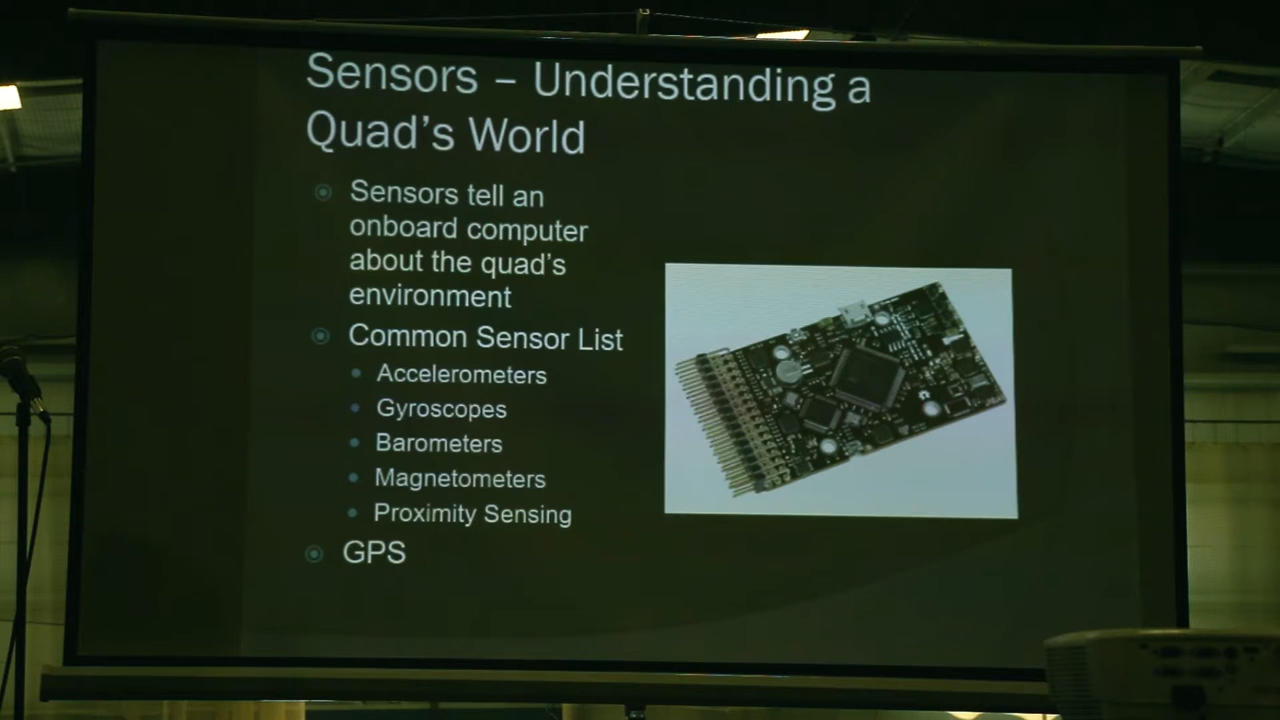 Sensors – Understanding a
Quad's World
Sensors tell an
onboard computer
about the quad's
environment
Common Sensor List
Accelerometers
Gyroscopes
Barometers
Magnetometers
Proximity Sensing
GPS